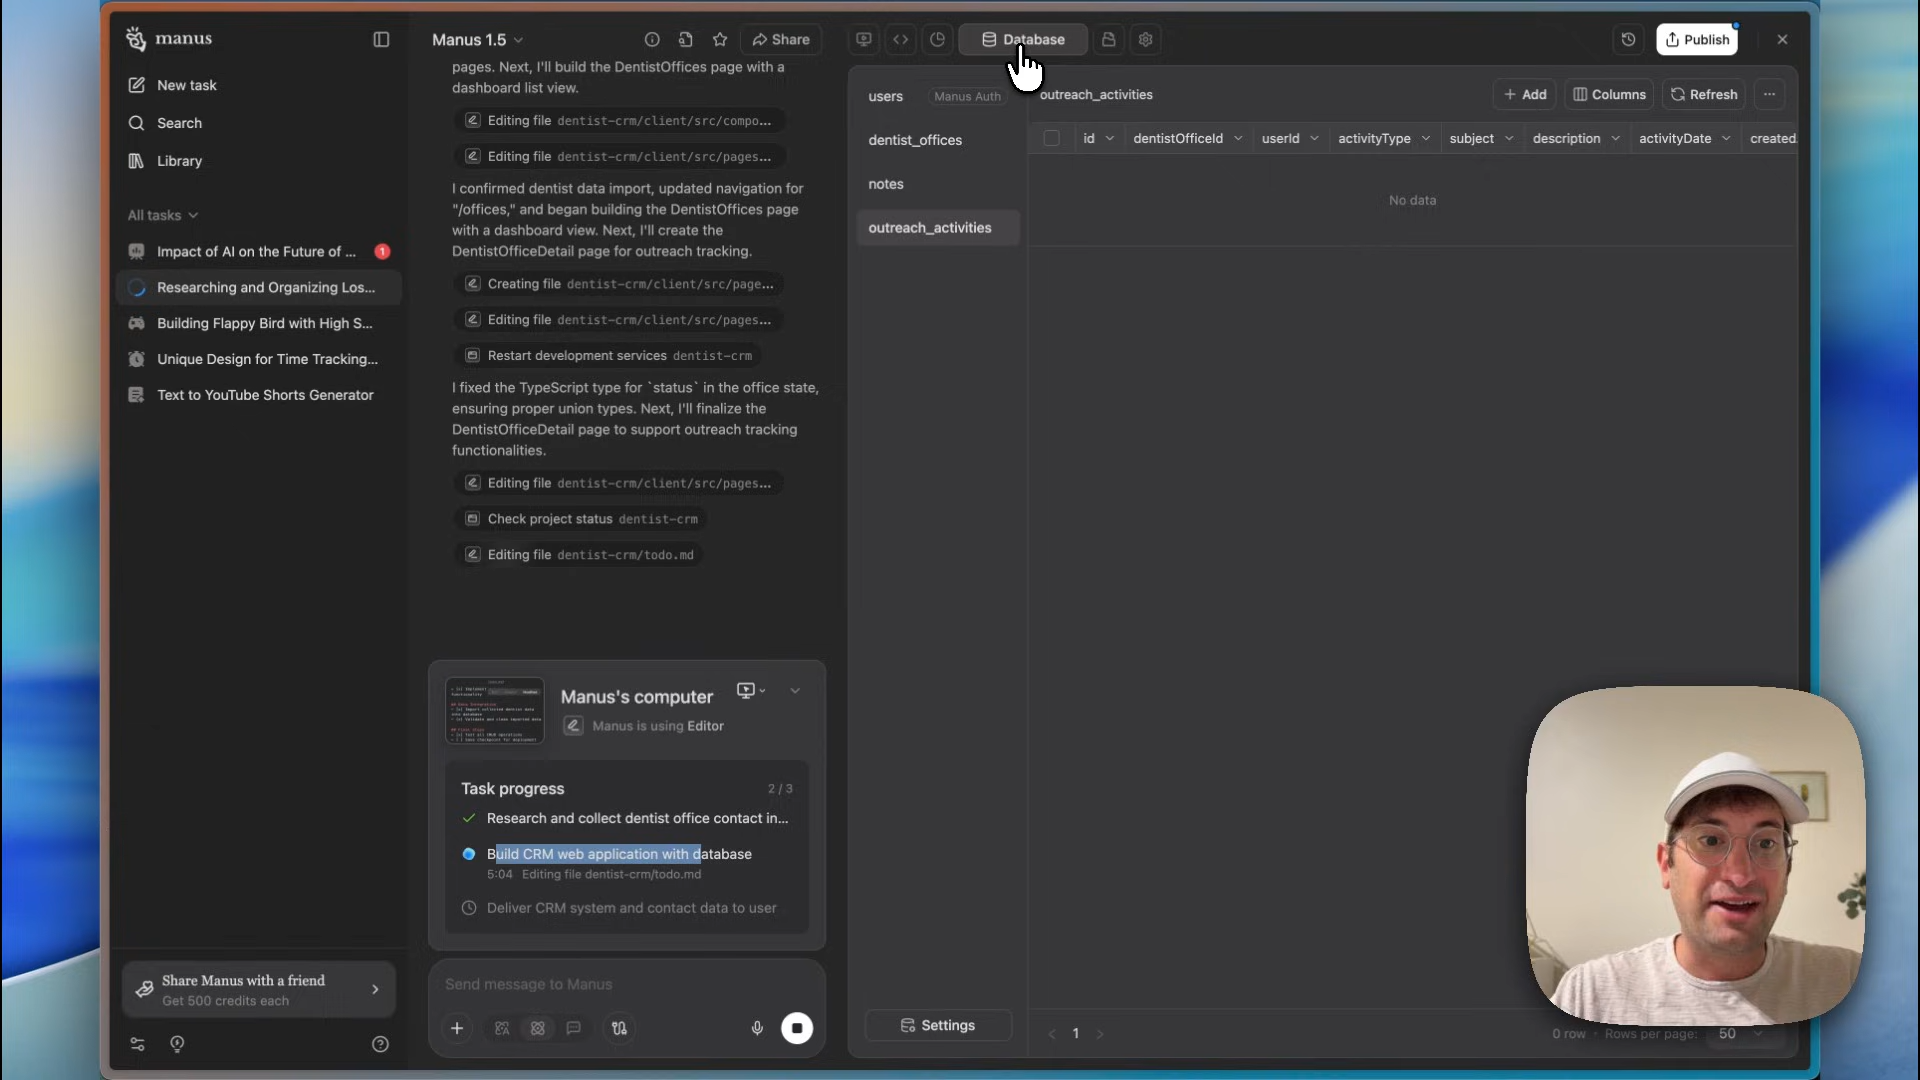 manus
New task
Search
Library
All tasks
Impact of AI on the Future of ...
1
Researching and Organizing Los...
Building Flappy Bird with High S...
Unique Design for Time Tracking...
Text to YouTube Shorts Generator
Share Manus with a friend
Get 500 credits each
Manus 1.5
Share
pages. Next, I'll build the DentistOffices page with a
dashboard list view.
Editing file dentist-crm/client/src/compo...
Editing file dentist-crm/client/src/pages...
I confirmed dentist data import, updated navigation for
"/offices," and began building the DentistOffices page
with a dashboard view. Next, I'll create the
DentistOfficeDetail page for outreach tracking.
Creating file dentist-crm/client/src/page...
Editing file dentist-crm/client/src/pages...
Restart development services dentist-crm
I fixed the TypeScript type for `status` in the office state,
ensuring proper union types. Next, I'll finalize the
DentistOfficeDetail page to support outreach tracking
functionalities.
Editing file dentist-crm/client/src/pages...
Check project status dentist-crm
Editing file dentist-crm/todo.md
Manus's computer
Manus is using Editor
Task progress
2 / 3
Research and collect dentist office contact in...
Build CRM web application with database
5:04 Editing file dentist-crm/todo.md
Deliver CRM system and contact data to user
Send message to Manus
Database
Publish
users
Manus Auth
dentist_offices
notes
outreach_activities
Settings
outreach_activities
Add
Columns
Refresh
id
dentistOfficeId
userId
activityType
subject
description
activityDate
created
No data
1
0 row • Rows per page: 50